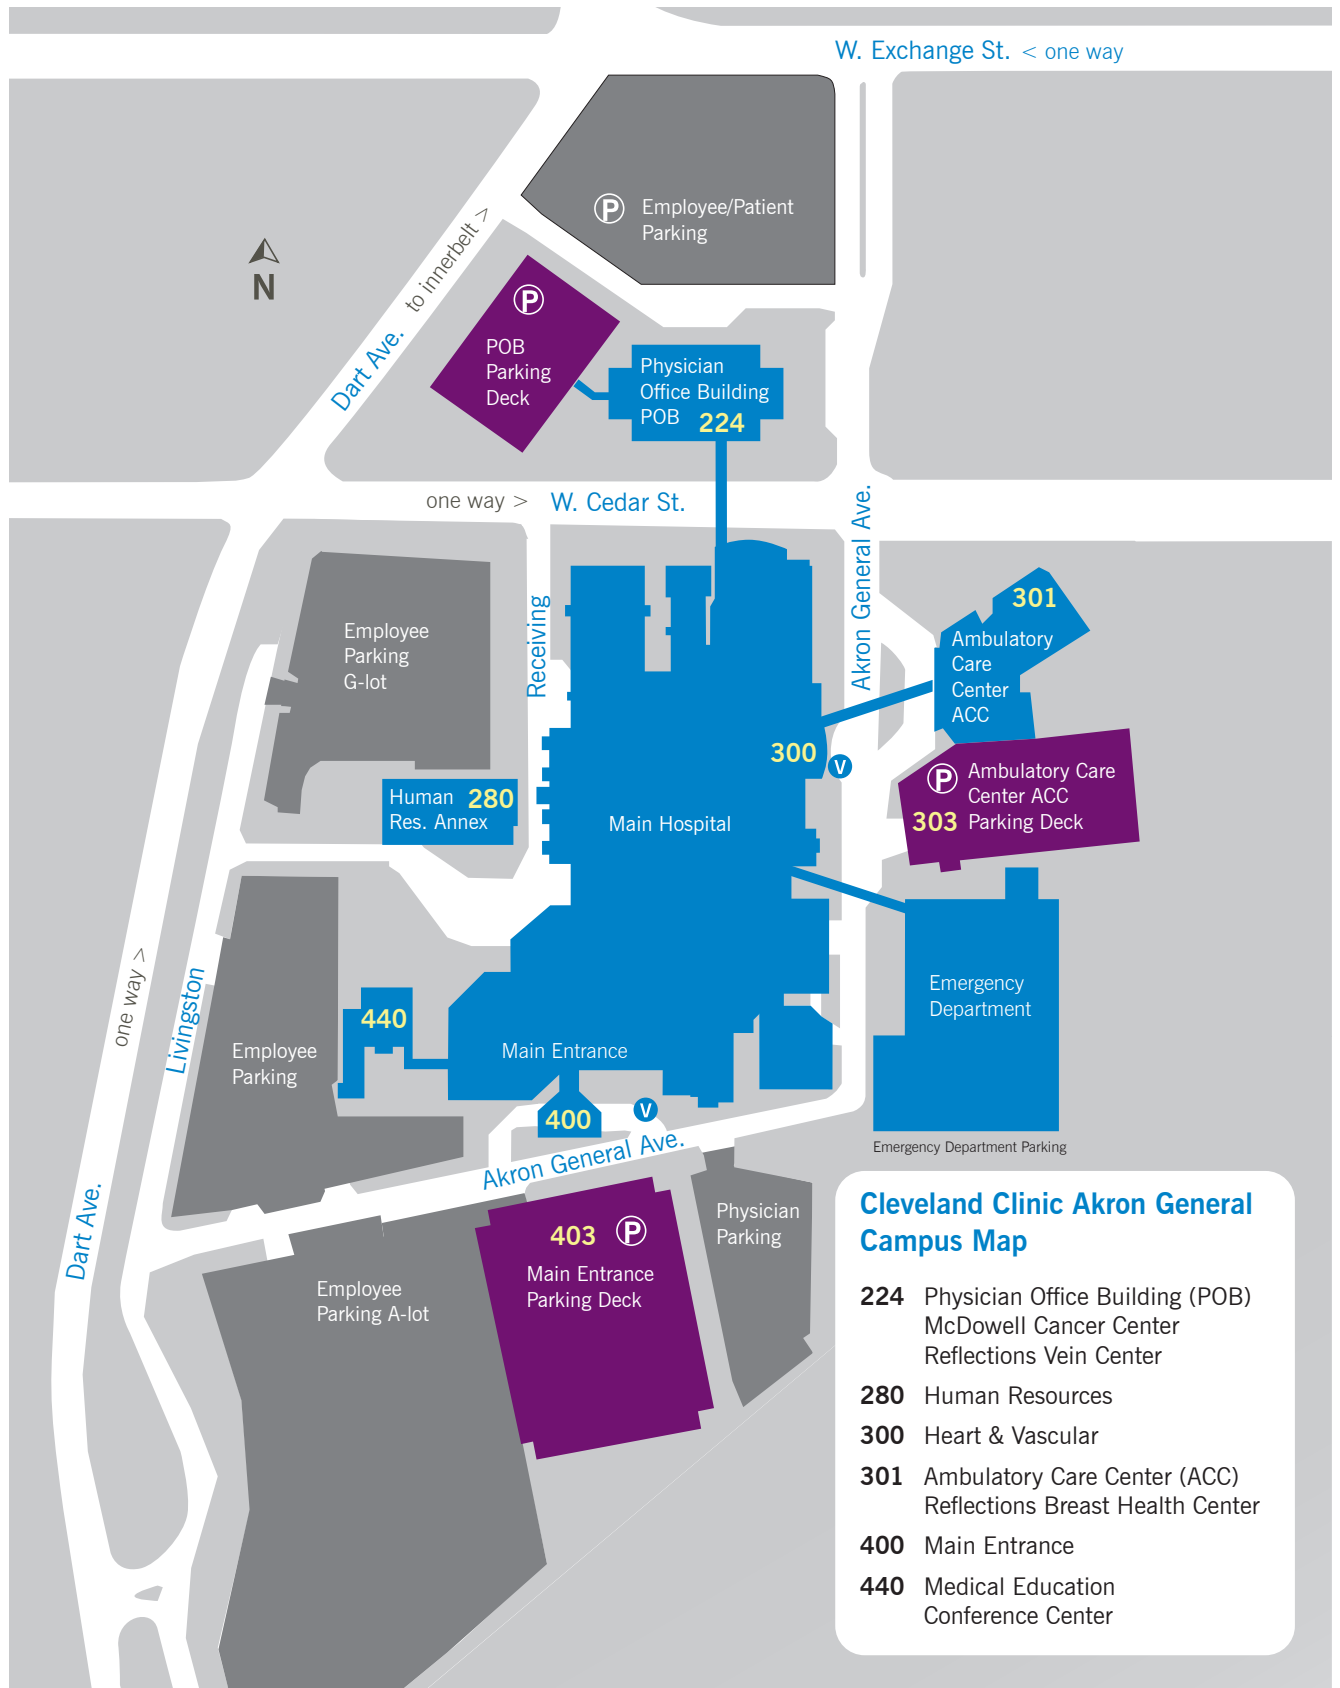 W. Exchange St. < one way
P
Employee/Patient
Parking
to innerbelt >
N
Dart Ave.
P
POB
Parking
Deck
Physician
Office Building
POB 224
one way > W. Cedar St.
Akron General Ave.
Receiving
Employee
Parking
G-lot
301
Ambulatory
Care
Center
ACC
300
V
P
Ambulatory Care
Center ACC
303 Parking Deck
Human 280
Res. Annex
Main Hospital
one way >
Livingston
Emergency
Department
440
Employee
Parking
Main Entrance
400
V
Akron General Ave.
Emergency Department Parking
Dart Ave.
403 P
Main Entrance
Parking Deck
Physician
Parking
Employee
Parking A-lot
Cleveland Clinic Akron General
Campus Map
224 Physician Office Building (POB)
McDowell Cancer Center
Reflections Vein Center
280 Human Resources
300 Heart & Vascular
301 Ambulatory Care Center (ACC)
Reflections Breast Health Center
400 Main Entrance
440 Medical Education
Conference Center